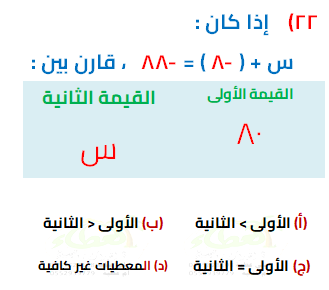 ٢٢) إذا كان :
س + ( -٨ ) = -٨٨ ، قارن بين :
القيمة الأولى القيمة الثانية
٨٠ س
(أ) الأولى > الثانية (ب) الأولى < الثانية
(ج) الأولى = الثانية (د) المعطيات غير كافية